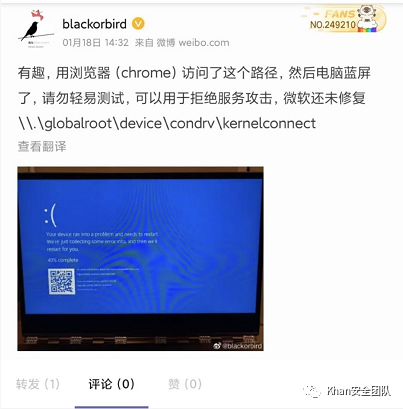 blackorbird
FANS
NO.249210
01月18日 14:32 来自 微博 weibo.com
有趣，用浏览器（chrome）访问了这个路径，然后电脑蓝屏
了，请勿轻易测试，可以用于拒绝服务攻击，微软还未修复
\\.\globalroot\device\condrv\kernelconnect
查看翻译
:(
Your device ran into a problem and needs to restart.
We're just collecting some error info, and then we'll
restart for you.
40% complete
@blackorbird
转发 (1)
评论 (0)
赞 (0)
Khan安全团队